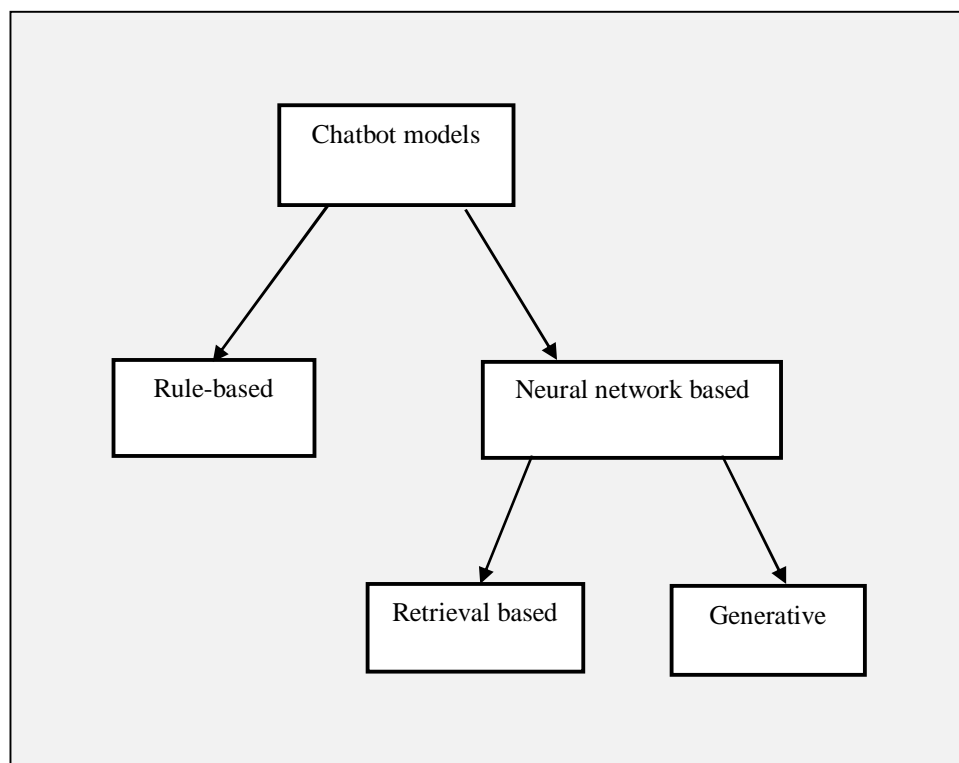 Chatbot models
Rule-based
Neural network based
Retrieval based
Generative